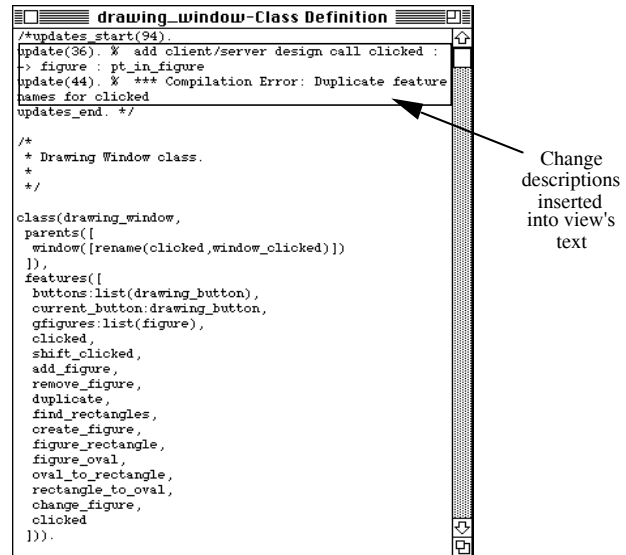 drawing_window-Class Definition
/*updates_start(94).
update(36). %  add client/server design call clicked :
-> figure : pt_in_figure
update(44). %  *** Compilation Error: Duplicate feature
names for clicked
updates_end. */
/*
 * Drawing Window class.
 *
 */
class(drawing_window,
 parents([
  window([rename(clicked,window_clicked)])
 ]),
 features([
  buttons:list(drawing_button),
  current_button:drawing_button,
  gfigures:list(figure),
  clicked,
  shift_clicked,
  add_figure,
  remove_figure,
  duplicate,
  find_rectangles,
  create_figure,
  figure_rectangle,
  figure_oval,
  oval_to_rectangle,
  rectangle_to_oval,
  change_figure,
  clicked
 ])).
Change
descriptions
inserted
into view's
text